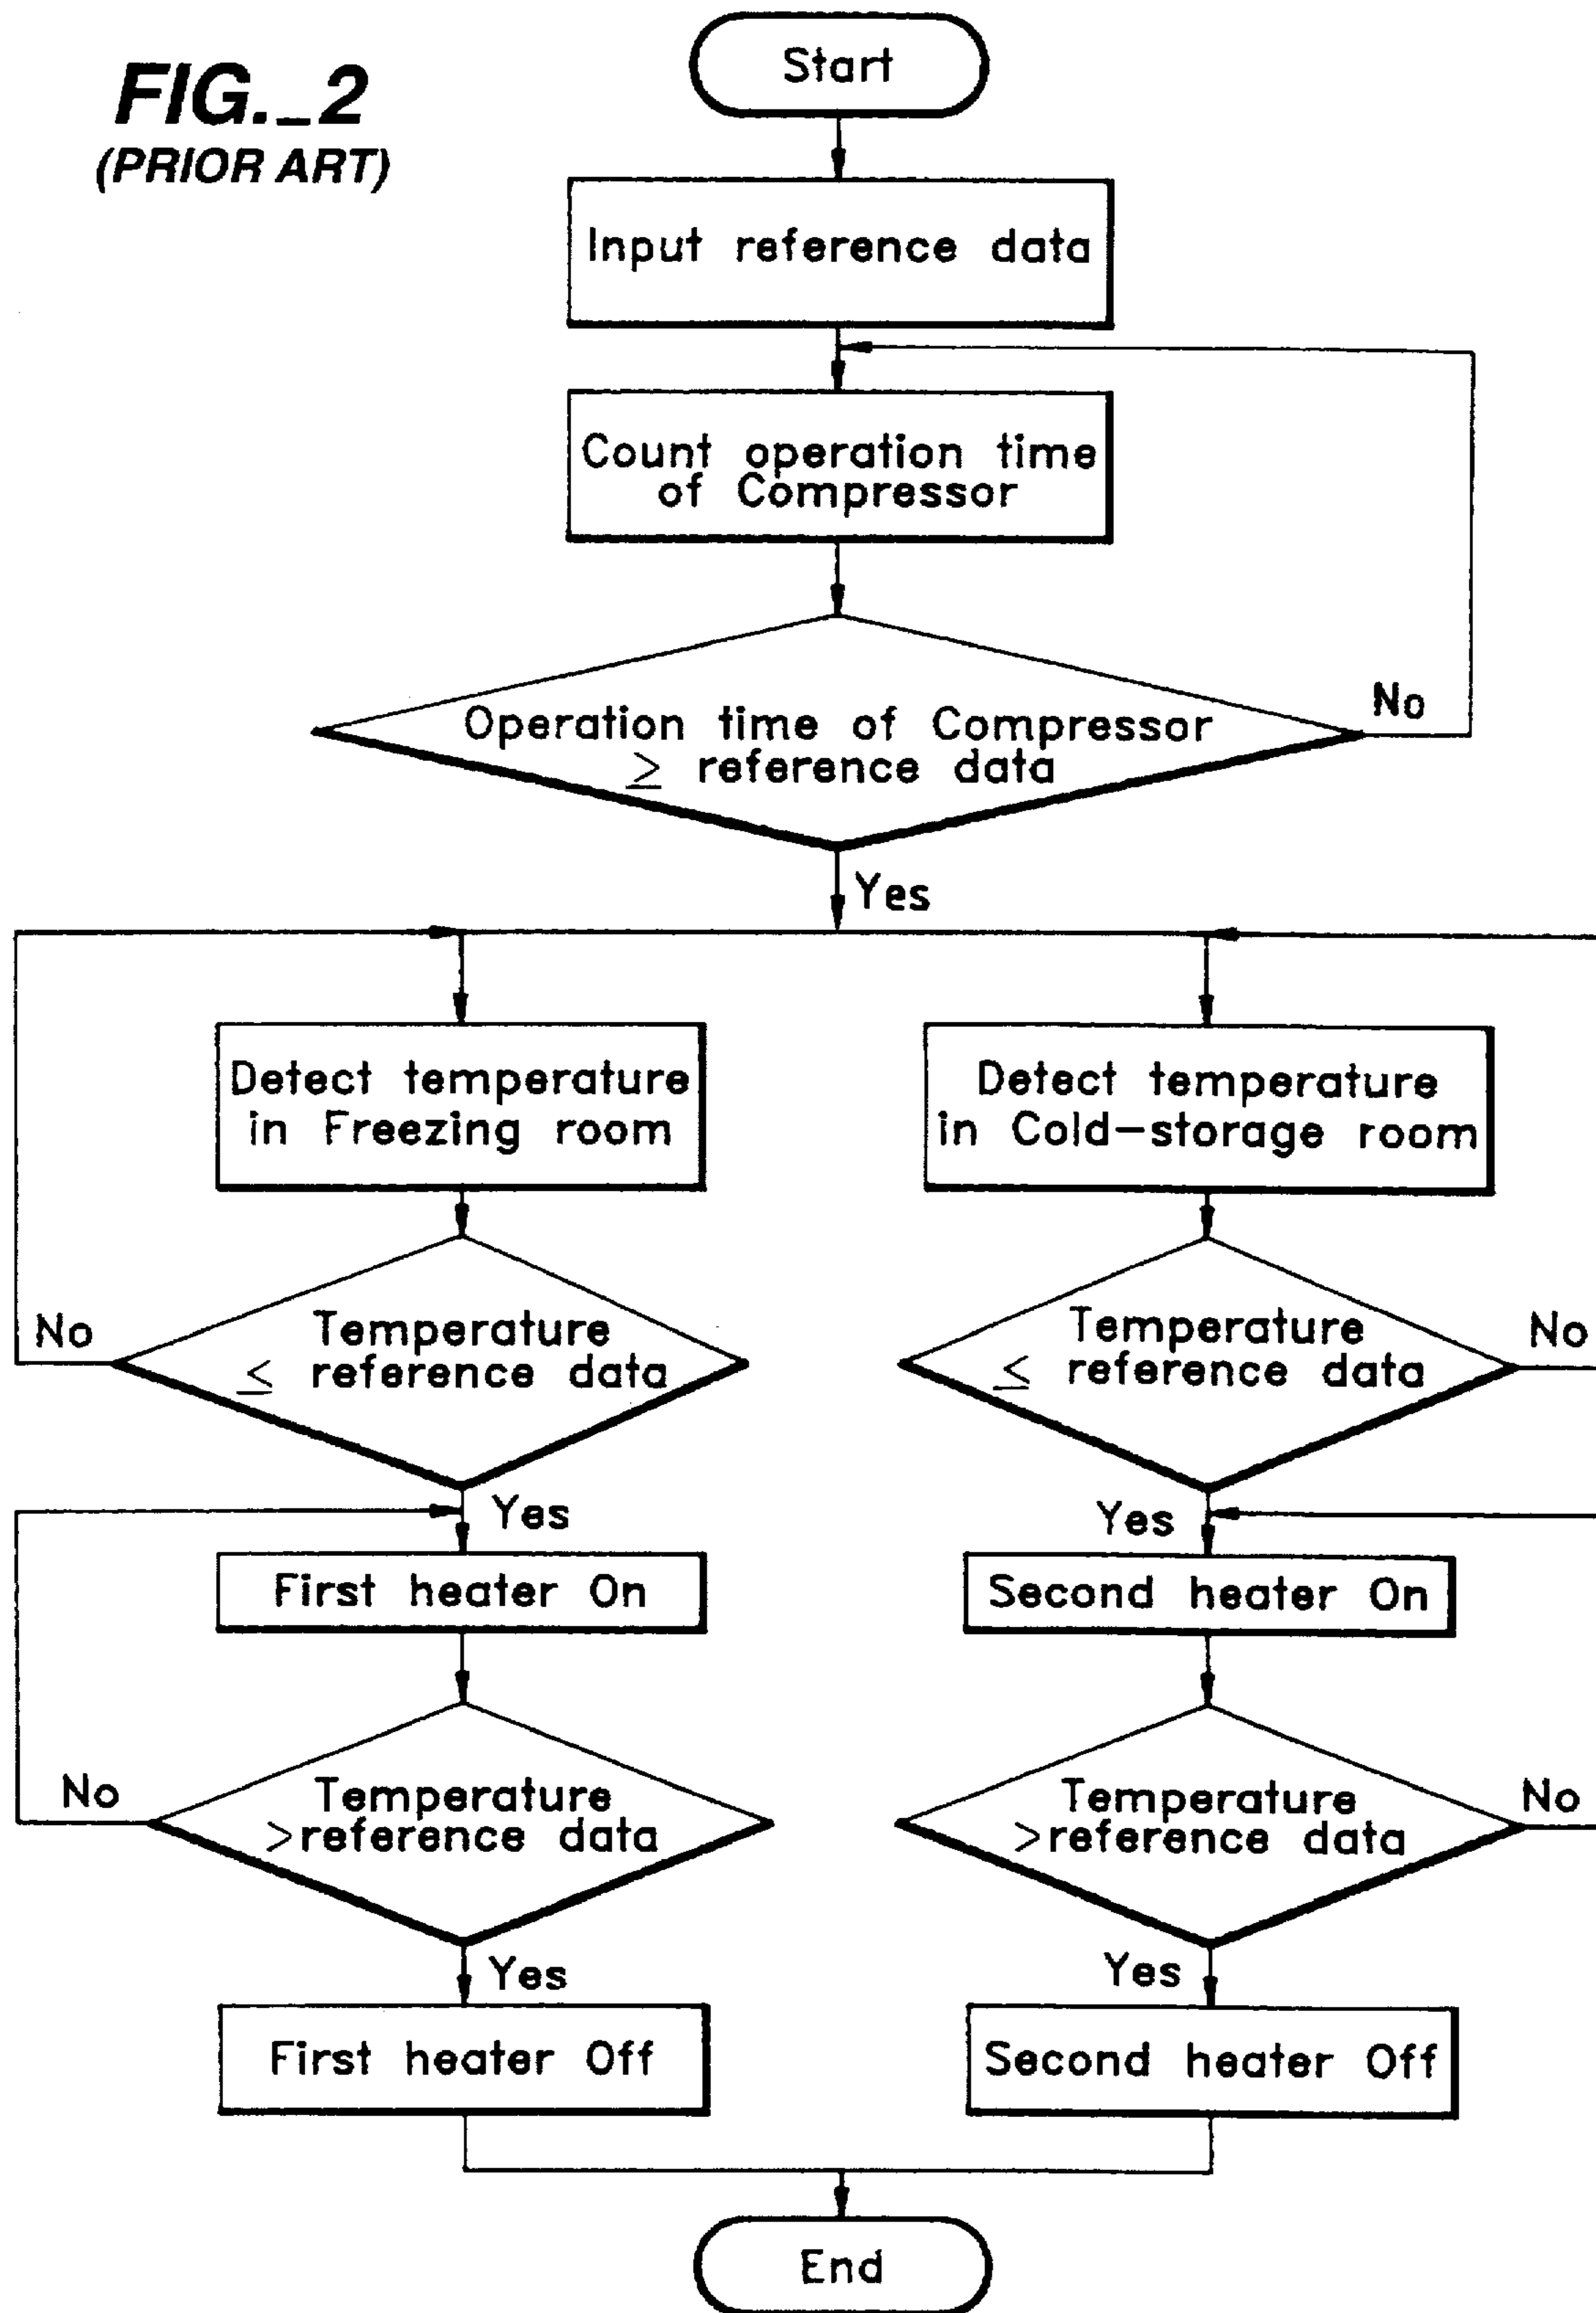 FIG._2
(PRIOR ART)
Start
Input reference data
Count operation time
of Compressor
Operation time of Compressor
≥ reference data
No
Yes
Detect temperature
in Freezing room
Detect temperature
in Cold-storage room
No
Temperature
≤ reference data
Temperature
≤ reference data
No
Yes
Yes
First heater On
Second heater On
No
Temperature
>reference data
Temperature
>reference data
No
Yes
Yes
First heater Off
Second heater Off
End